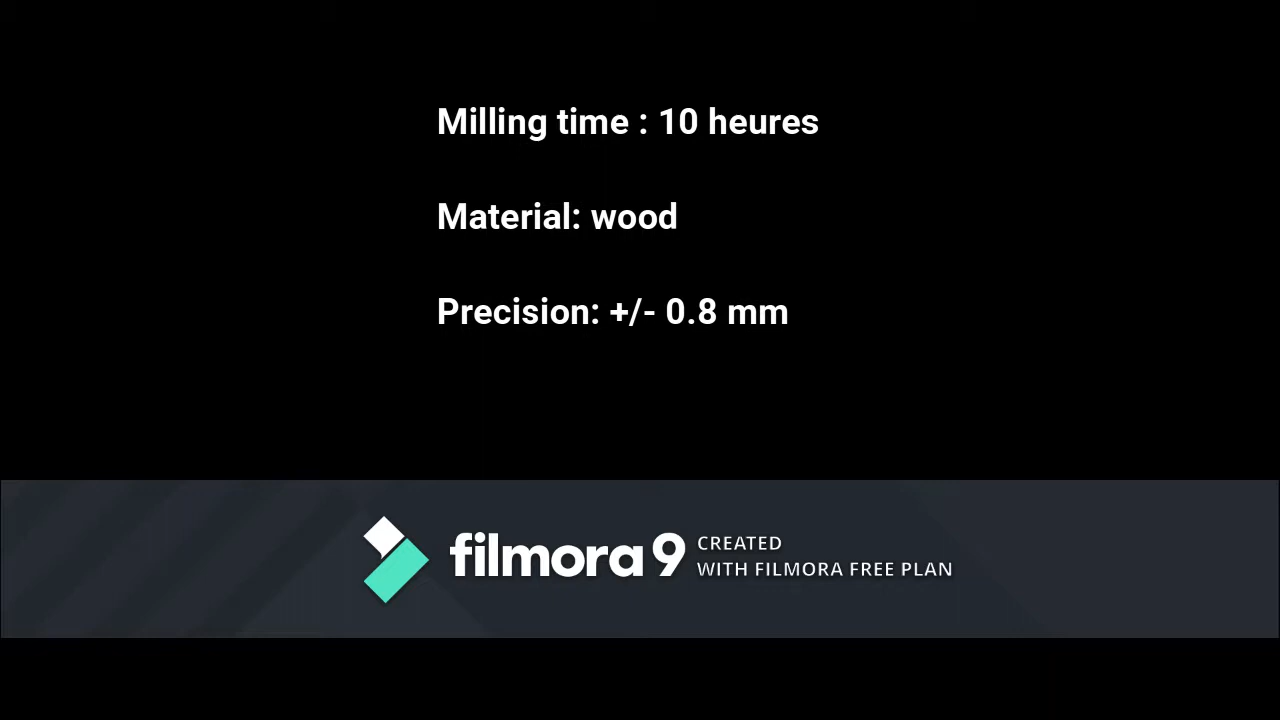 Milling time : 10 heures
Material: wood
Precision: +/- 0.8 mm
filmora 9
CREATED
WITH FILMORA FREE PLAN